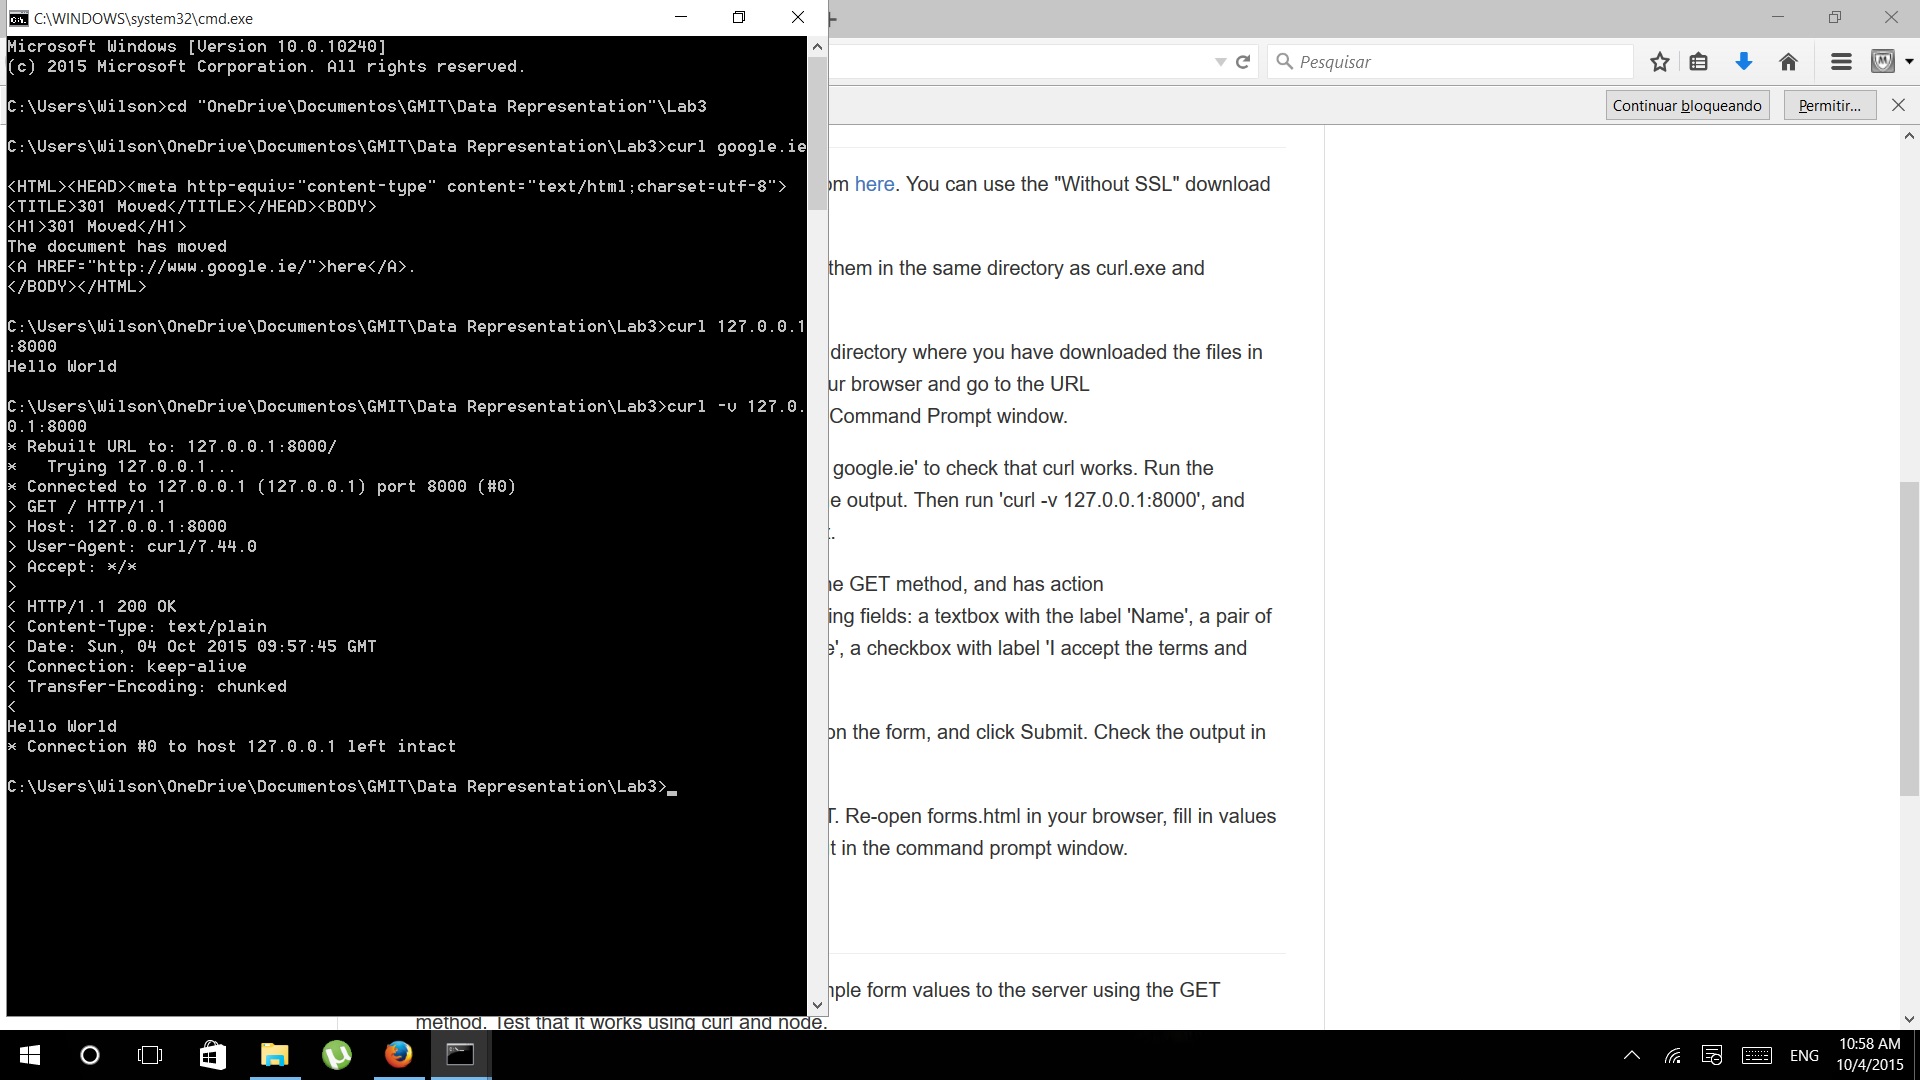 C:\WINDOWS\system32\cmd.exe
Microsoft Windows [Version 10.0.10240]
(c) 2015 Microsoft Corporation. All rights reserved.
C:\Users\Wilson>cd "OneDrive\Documentos\GMIT\Data Representation"\Lab3
C:\Users\Wilson\OneDrive\Documentos\GMIT\Data Representation\Lab3>curl google.ie
<HTML><HEAD><meta http-equiv="content-type" content="text/html;charset=utf-8">
<TITLE>301 Moved</TITLE></HEAD><BODY>
<H1>301 Moved</H1>
The document has moved
<A HREF="http://www.google.ie/">here</A>.
</BODY></HTML>
C:\Users\Wilson\OneDrive\Documentos\GMIT\Data Representation\Lab3>curl 127.0.0.1
:8000
Hello World
C:\Users\Wilson\OneDrive\Documentos\GMIT\Data Representation\Lab3>curl -v 127.0.
0.1:8000
* Rebuilt URL to: 127.0.0.1:8000/
*   Trying 127.0.0.1...
* Connected to 127.0.0.1 (127.0.0.1) port 8000 (#0)
> GET / HTTP/1.1
> Host: 127.0.0.1:8000
> User-Agent: curl/7.44.0
> Accept: */*
>
< HTTP/1.1 200 OK
< Content-Type: text/plain
< Date: Sun, 04 Oct 2015 09:57:45 GMT
< Connection: keep-alive
< Transfer-Encoding: chunked
<
Hello World
* Connection #0 to host 127.0.0.1 left intact
C:\Users\Wilson\OneDrive\Documentos\GMIT\Data Representation\Lab3>_
Pesquisar
Continuar bloqueando Permitir...
om here. You can use the "Without SSL" download
them in the same directory as curl.exe and
directory where you have downloaded the files in
ur browser and go to the URL
Command Prompt window.
google.ie' to check that curl works. Run the
e output. Then run 'curl -v 127.0.0.1:8000', and
t.
he GET method, and has action
ing fields: a textbox with the label 'Name', a pair of
e', a checkbox with label 'I accept the terms and
on the form, and click Submit. Check the output in
T. Re-open forms.html in your browser, fill in values
t in the command prompt window.
mple form values to the server using the GET
method. Test that it works using curl and node.
ENG
10:58 AM
10/4/2015